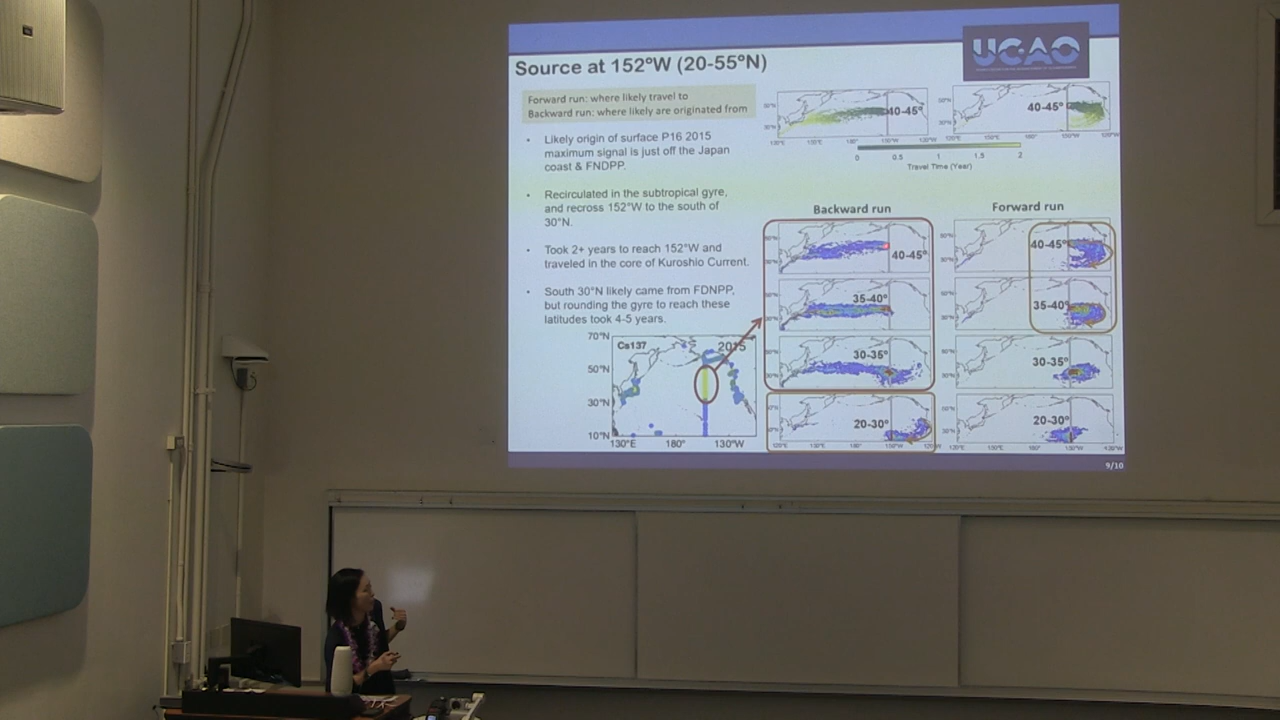 UCAO
Source at 152°W (20-55°N)
Forward run: where likely travel to
Backward run: where likely are originated from
• Likely origin of surface P16 2015
maximum signal is just off the Japan
coast & FNDPP.
• Recirculated in the subtropical gyre,
and recross 152°W to the south of
30°N.
• Took 2+ years to reach 152°W and
traveled in the core of Kuroshio Current.
• South 30°N likely came from FDNPP,
but rounding the gyre to reach these
latitudes took 4-5 years.
40-45°
40-45°
0 0.5 1 1.5 2
Travel Time (Year)
Backward run
Forward run
40-45°
40-45°
35-40°
35-40°
30-35°
30-35°
20-30°
20-30°
Cs137
2015
70°N
50°N
30°N
10°N
130°E 180° 130°W
9/10